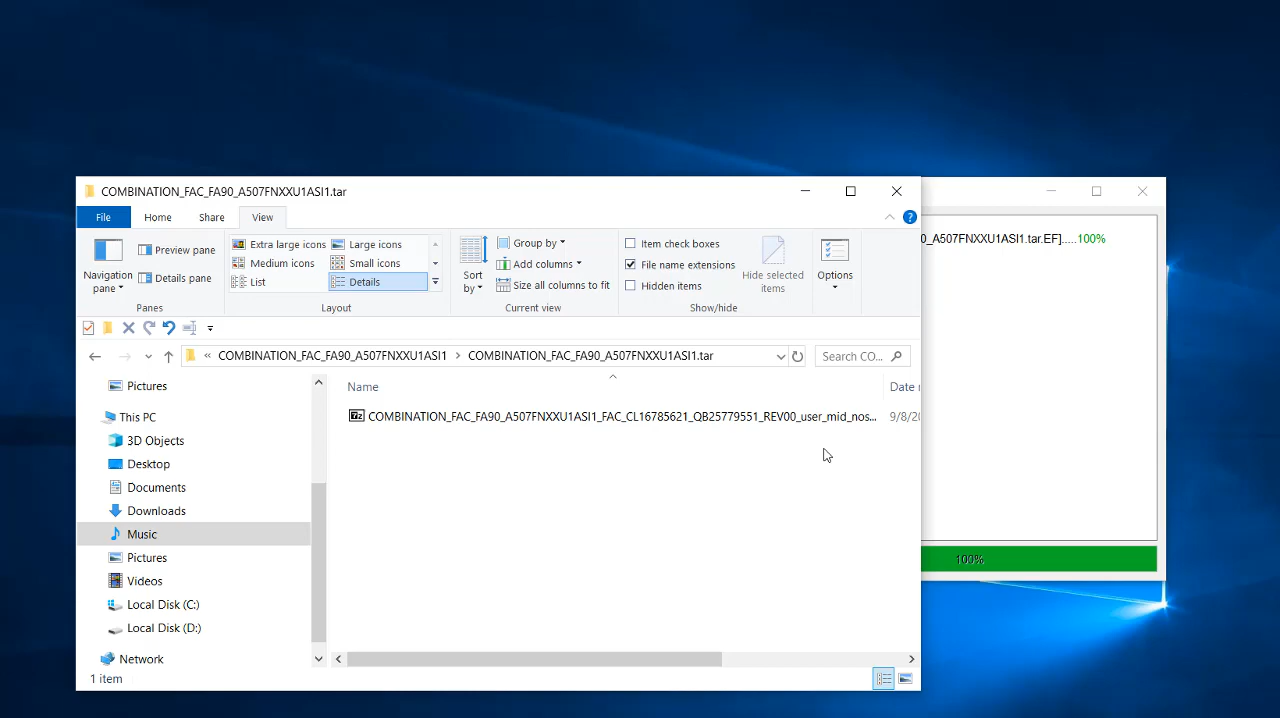 COMBINATION_FAC_FA90_A507FNXXU1ASI1.tar
File Home Share View
Navigation pane
Preview pane
Details pane
Panes
Extra large icons Large icons
Medium icons Small icons
List Details
Layout
Sort by
Group by
Add columns
Size all columns to fit
Current view
Item check boxes
File name extensions
Hidden items
Hide selected items
Show/hide
Options
« COMBINATION_FAC_FA90_A507FNXXU1ASI1 > COMBINATION_FAC_FA90_A507FNXXU1ASI1.tar
Search CO...
Pictures
This PC
3D Objects
Desktop
Documents
Downloads
Music
Pictures
Videos
Local Disk (C:)
Local Disk (D:)
Network
Name Date
COMBINATION_FAC_FA90_A507FNXXU1ASI1_FAC_CL16785621_QB25779551_REV00_user_mid_nos... 9/8/20
1 item
_A507FNXXU1ASI1.tar.EF].....100%
100%